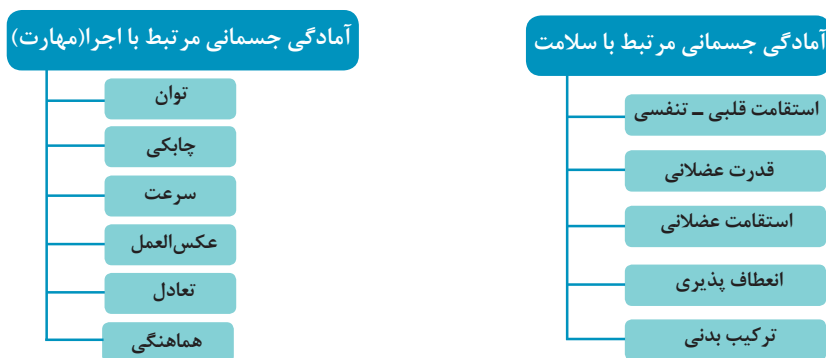 آمادگی جسمانی مرتبط با سلامت
استقامت قلبی ـ تنفسی
قدرت عضلانی
استقامت عضلانی
انعطاف پذیری
ترکیب بدنی
آمادگی جسمانی مرتبط با اجرا(مهارت)
توان
چابکی
سرعت
عکس‌العمل
تعادل
هماهنگی